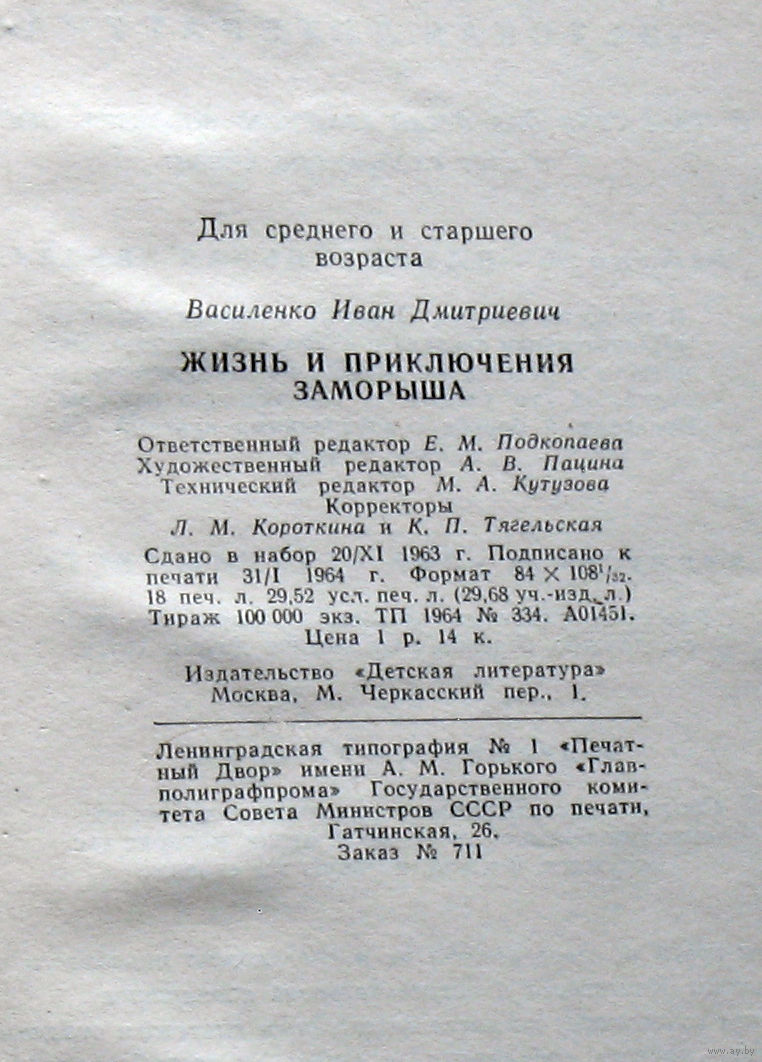 Для среднего и старшего
возраста
Василенко Иван Дмитриевич
ЖИЗНЬ И ПРИКЛЮЧЕНИЯ
ЗАМОРЫША
Ответственный редактор Е. М. Подкопаева
Художественный редактор А. В. Пацина
Технический редактор М. А. Кутузова
Корректоры
Л. М. Короткина и К. П. Тягельская
Сдано в набор 20/XI 1963 г. Подписано к
печати 31/I 1964 г. Формат 84 × 108¹/₃₂.
18 печ. л. 29,52 усл. печ. л. (29,68 уч.-изд. л.)
Тираж 100 000 экз. ТП 1964 № 334. А01451.
Цена 1 р. 14 к.
Издательство «Детская литература»
Москва, М. Черкасский пер., 1.
Ленинградская типография № 1 «Печат-
ный Двор» имени А. М. Горького «Глав-
полиграфпрома» Государственного коми-
тета Совета Министров СССР по печати,
Гатчинская, 26.
Заказ № 711
www.ay.by